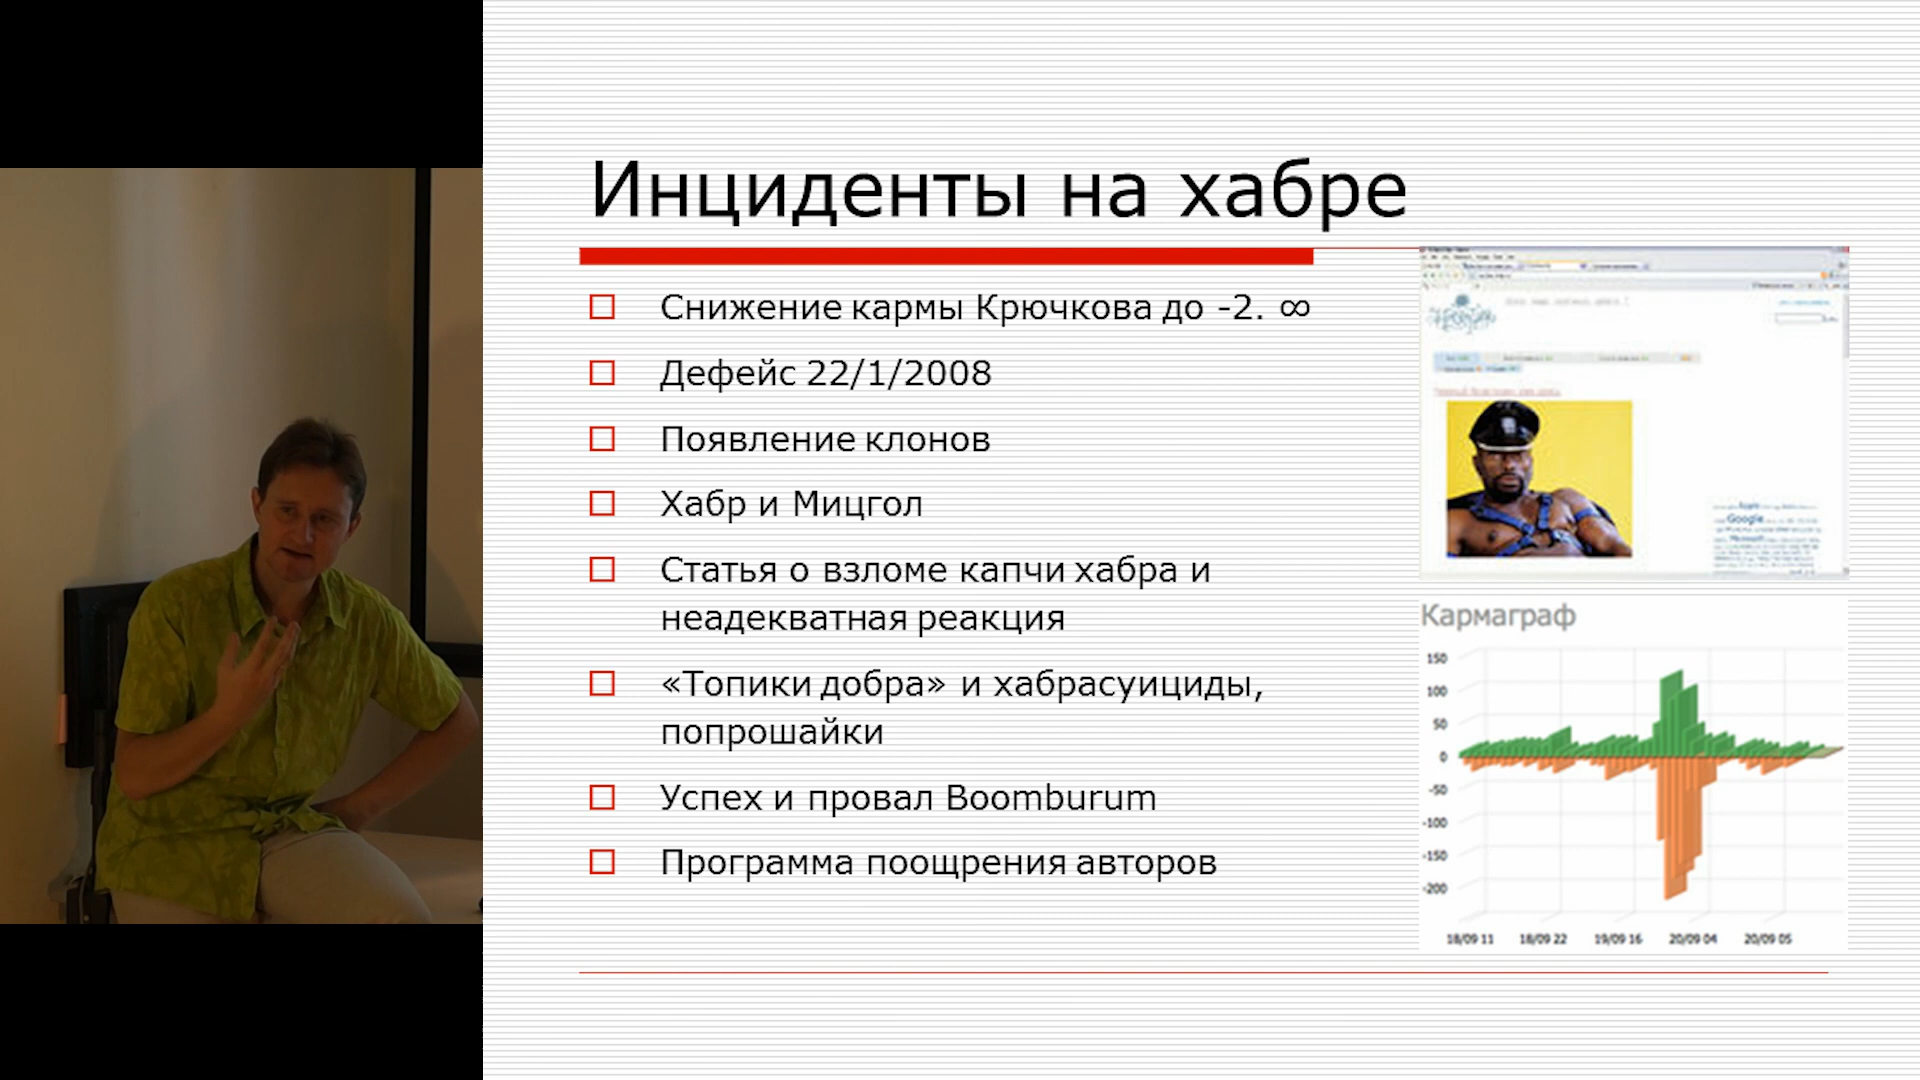 Инциденты на хабре
Снижение кармы Крючкова до -2. ∞
Дефейс 22/1/2008
Появление клонов
Хабр и Мицгол
Статья о взломе капчи хабра и
неадекватная реакция
«Топики добра» и хабрасуициды,
попрошайки
Успех и провал Boomburum
Программа поощрения авторов
Google
Кармаграф
150
100
50
0
-50
-100
-150
-200
18/09 11 18/09 22 19/09 16 20/09 04 20/09 05